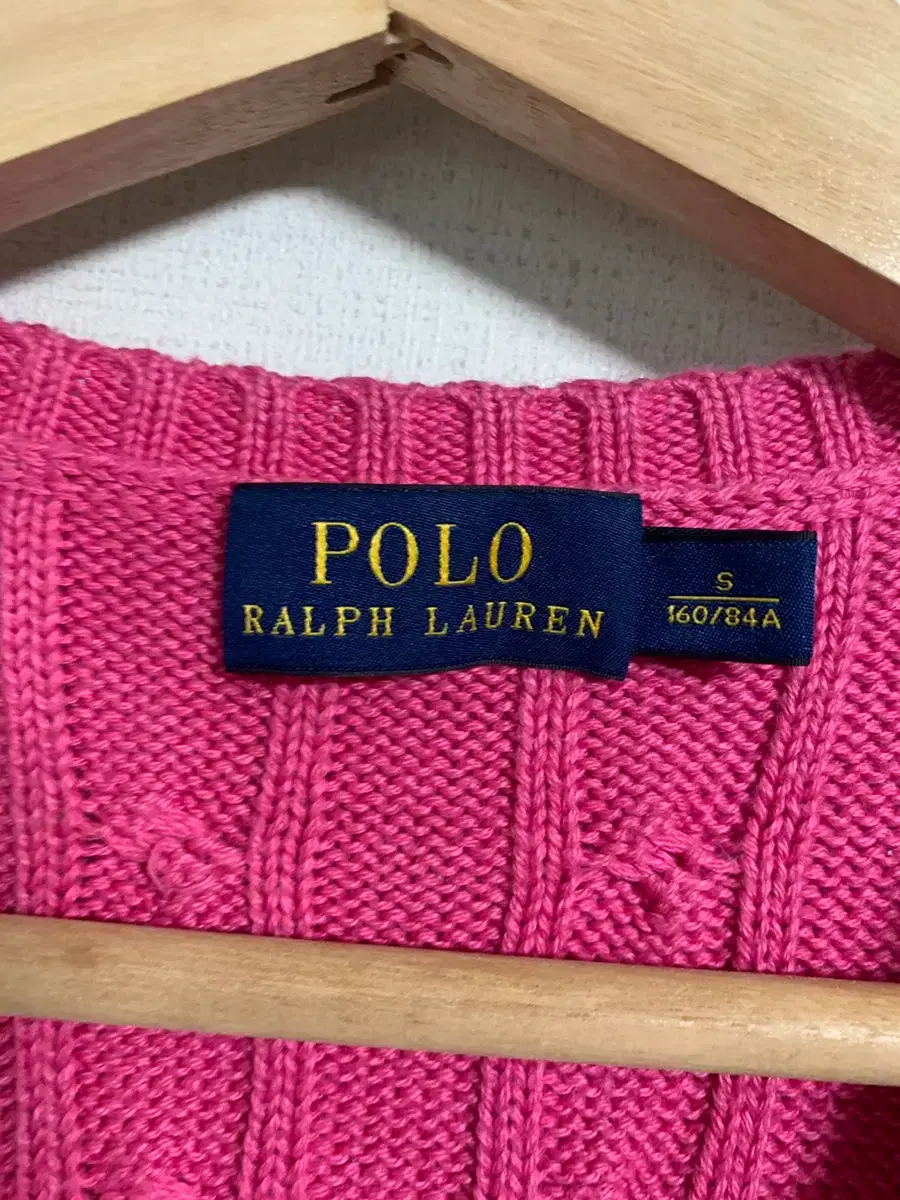 POLO
RALPH LAUREN
S
160/84A